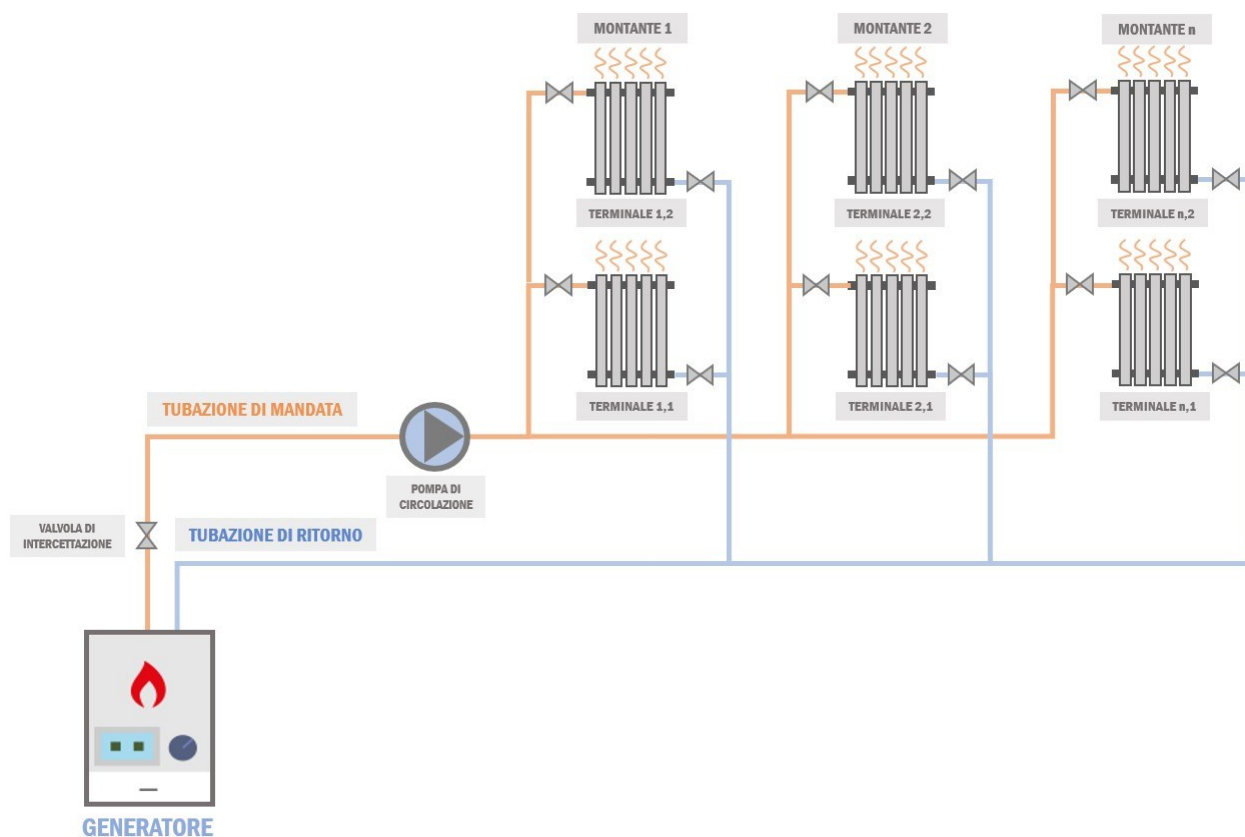 MONTANTE 1
MONTANTE 2
MONTANTE n
TERMINALE 1,2
TERMINALE 2,2
TERMINALE n,2
TERMINALE 1,1
TERMINALE 2,1
TERMINALE n,1
TUBAZIONE DI MANDATA
POMPA DI
CIRCOLAZIONE
VALVOLA DI
INTERCETTAZIONE
TUBAZIONE DI RITORNO
GENERATORE